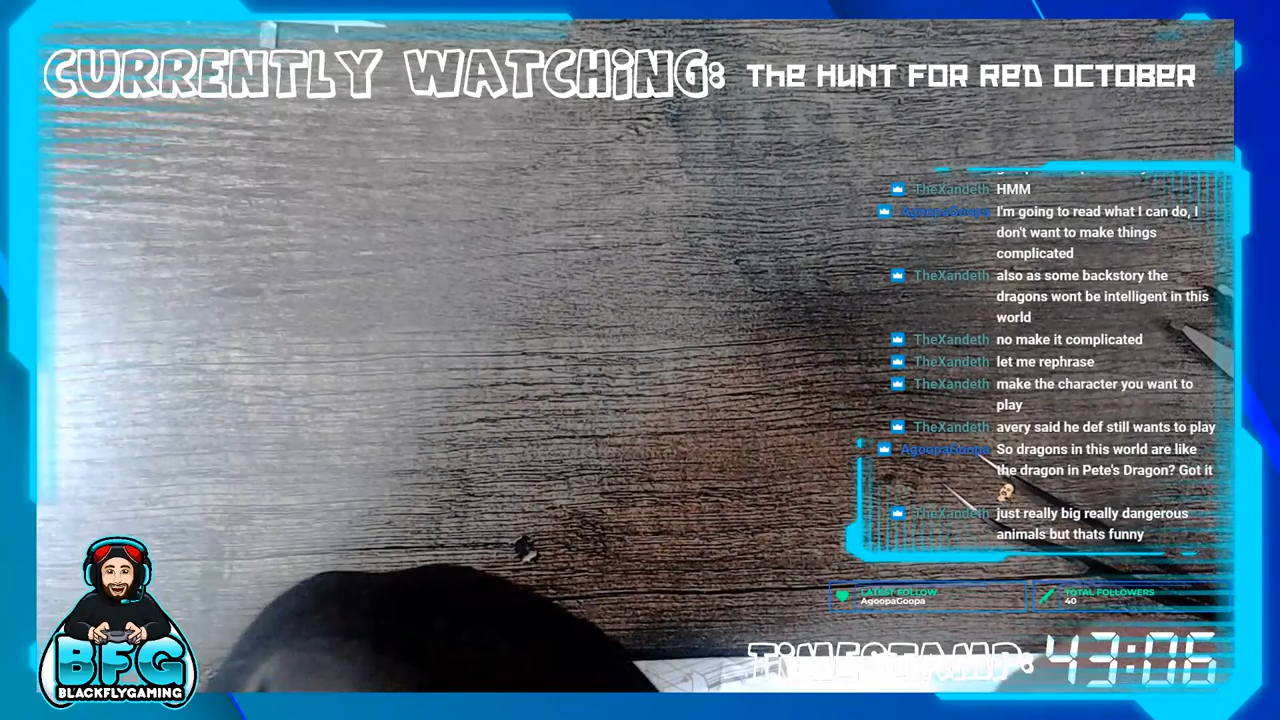 CURRENTLY WATCHING: THE HUNT FOR RED OCTOBER
TheXandeth HMM
AgoopaGoopa I'm going to read what I can do, I
don't want to make things
complicated
TheXandeth also as some backstory the
dragons wont be intelligent in this
world
TheXandeth no make it complicated
TheXandeth let me rephrase
TheXandeth make the character you want to
play
TheXandeth avery said he def still wants to play
AgoopaGoopa So dragons in this world are like
the dragon in Pete's Dragon? Got it
TheXandeth just really big really dangerous
animals but thats funny
LATEST FOLLOW
AgoopaGoopa
TOTAL FOLLOWERS
40
TIMESTAMP: 43:06
BFG
BLACKFLYGAMING